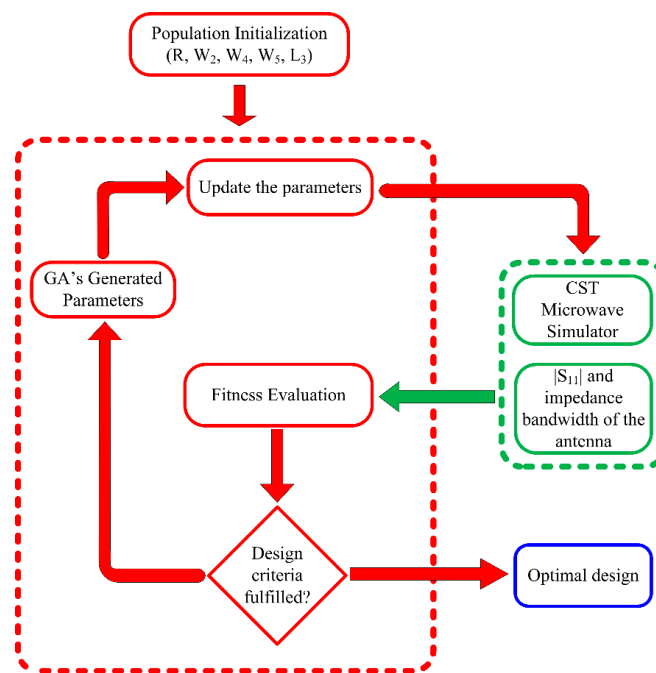 Population Initialization
(R, W₂, W₄, W₅, L₃)
Update the parameters
GA's Generated
Parameters
CST
Microwave
Simulator
|S₁₁| and
impedance
bandwidth of the
antenna
Fitness Evaluation
Design
criteria
fulfilled?
Optimal design